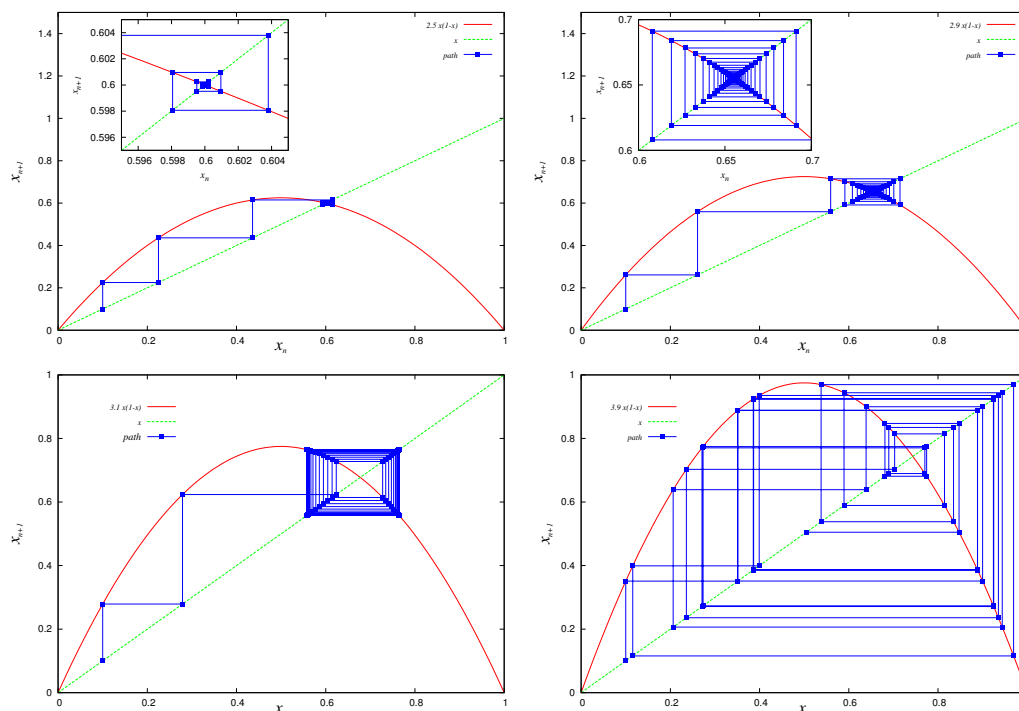 2.5 x(1-x)
x
path
1.4
1.2
1
0.8
0.6
0.4
0.2
0
0.604
0.602
0.6
0.598
0.596
x_{n+1}
0.596 0.598 0.6 0.602 0.604
x_n
x_{n+1}
0 0.2 0.4 0.6 0.8 1
x_n
2.9 x(1-x)
x
path
1.4
1.2
1
0.8
0.6
0.4
0.2
0
0.7
0.65
0.6
x_{n+1}
0.6 0.65 0.7
x_n
x_{n+1}
0 0.2 0.4 0.6 0.8
x_n
3.1 x(1-x)
x
path
1
0.8
0.6
0.4
0.2
0
x_{n+1}
0 0.2 0.4 0.6 0.8 1
x
3.9 x(1-x)
x
path
1
0.8
0.6
0.4
0.2
0
x_{n+1}
0 0.2 0.4 0.6 0.8
x